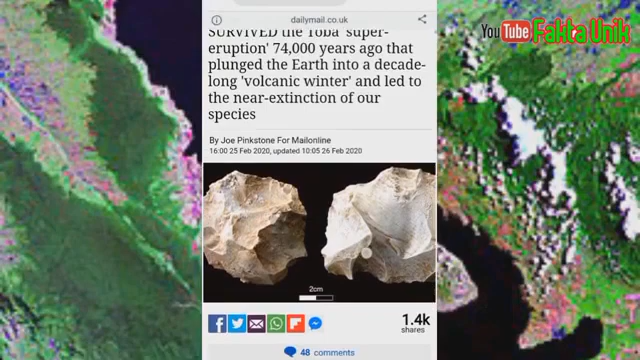 dailymail.co.uk
You Tube Fakta Unik
SURVIVED the Toba 'super-
eruption' 74,000 years ago that
plunged the Earth into a decade-
long 'volcanic winter' and led to
the near-extinction of our
species
By Joe Pinkstone For Mailonline
16:00 25 Feb 2020, updated 10:05 26 Feb 2020
2cm
1.4k
shares
48 comments